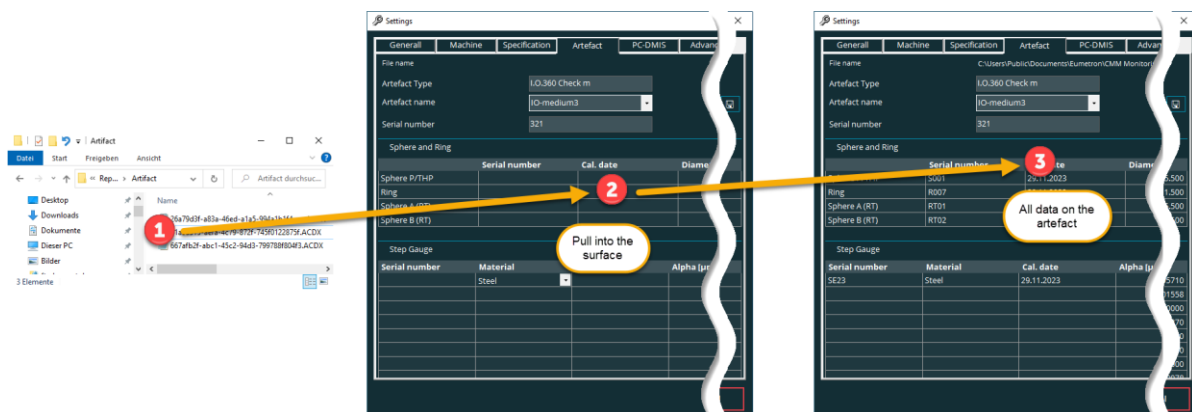 Artifact
Datei Start Freigeben Ansicht
« Rep... › Artifact
Artifact durchsuc...
Desktop
Downloads
Dokumente
Dieser PC
Bilder
Name
667afb2f-abc1-45c2-94d3-799788f804f3.ACDX
3 Elemente
1
Settings
Generall Machine Specification Artefact PC-DMIS
File name
Artefact Type I.O.360 Check m
Artefact name IO-medium3
Serial number 321
Sphere and Ring
Serial number Cal. date
Sphere P/THP
Ring
Sphere A (RT)
Sphere B (RT)
2
Pull into the
surface
Step Gauge
Serial number Material
Steel
Settings
Generall Machine Specification Artefact PC-DMIS
File name
Artefact Type I.O.360 Check m
Artefact name IO-medium3
Serial number 321
Sphere and Ring
3
S001 29.11.2023
Ring R007
Sphere A (RT) RT01
Sphere B (RT) RT02
All data on the
artefact
Step Gauge
Serial number Material Cal. date
SE23 Steel 29.11.2023